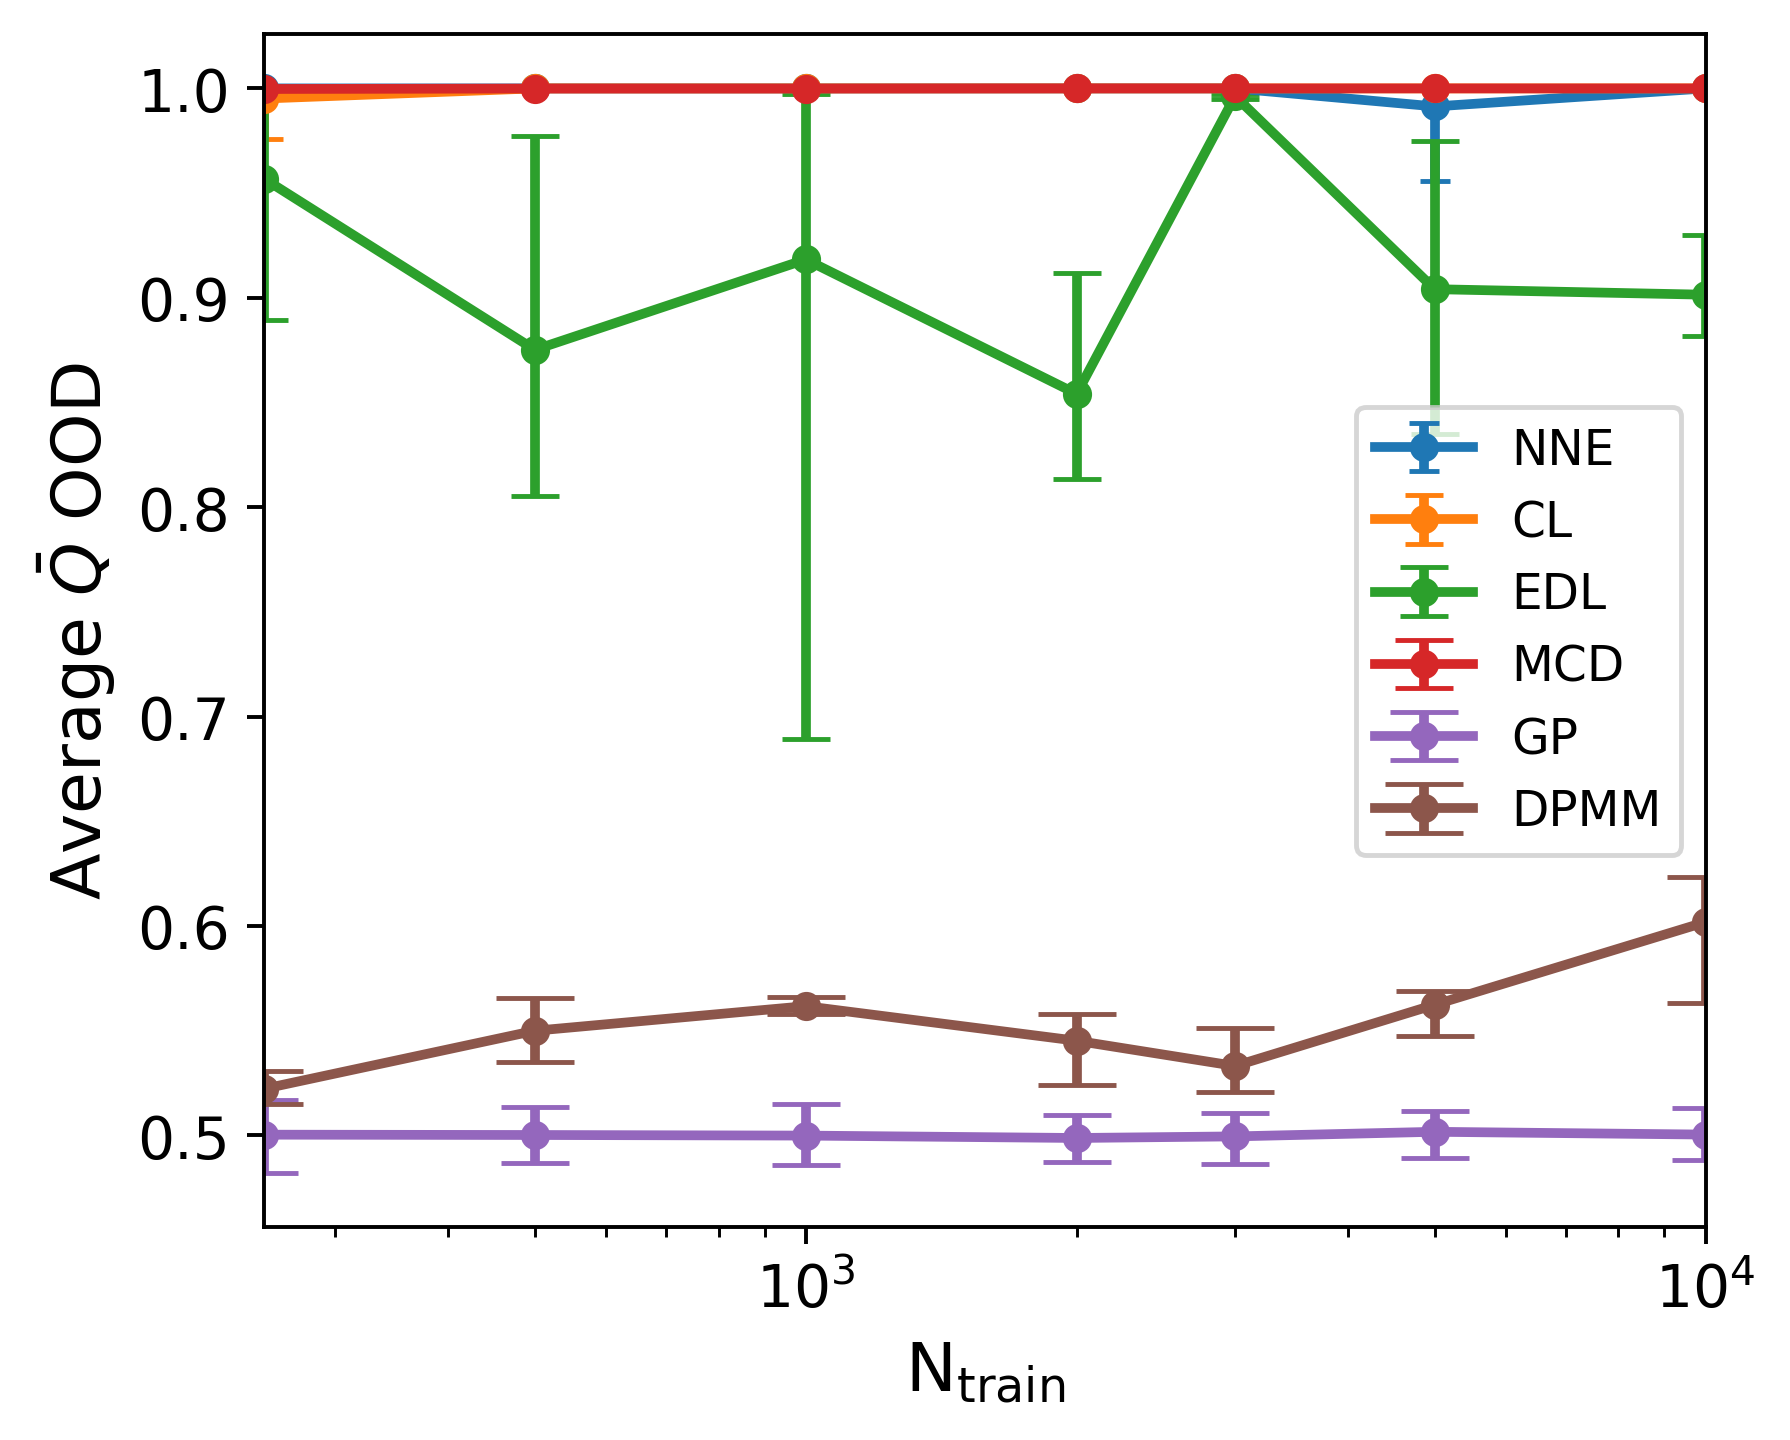 1.0
0.9
0.8
0.7
0.6
0.5
Average Q̄ OOD
NNE
CL
EDL
MCD
GP
DPMM
10³
10⁴
N_train